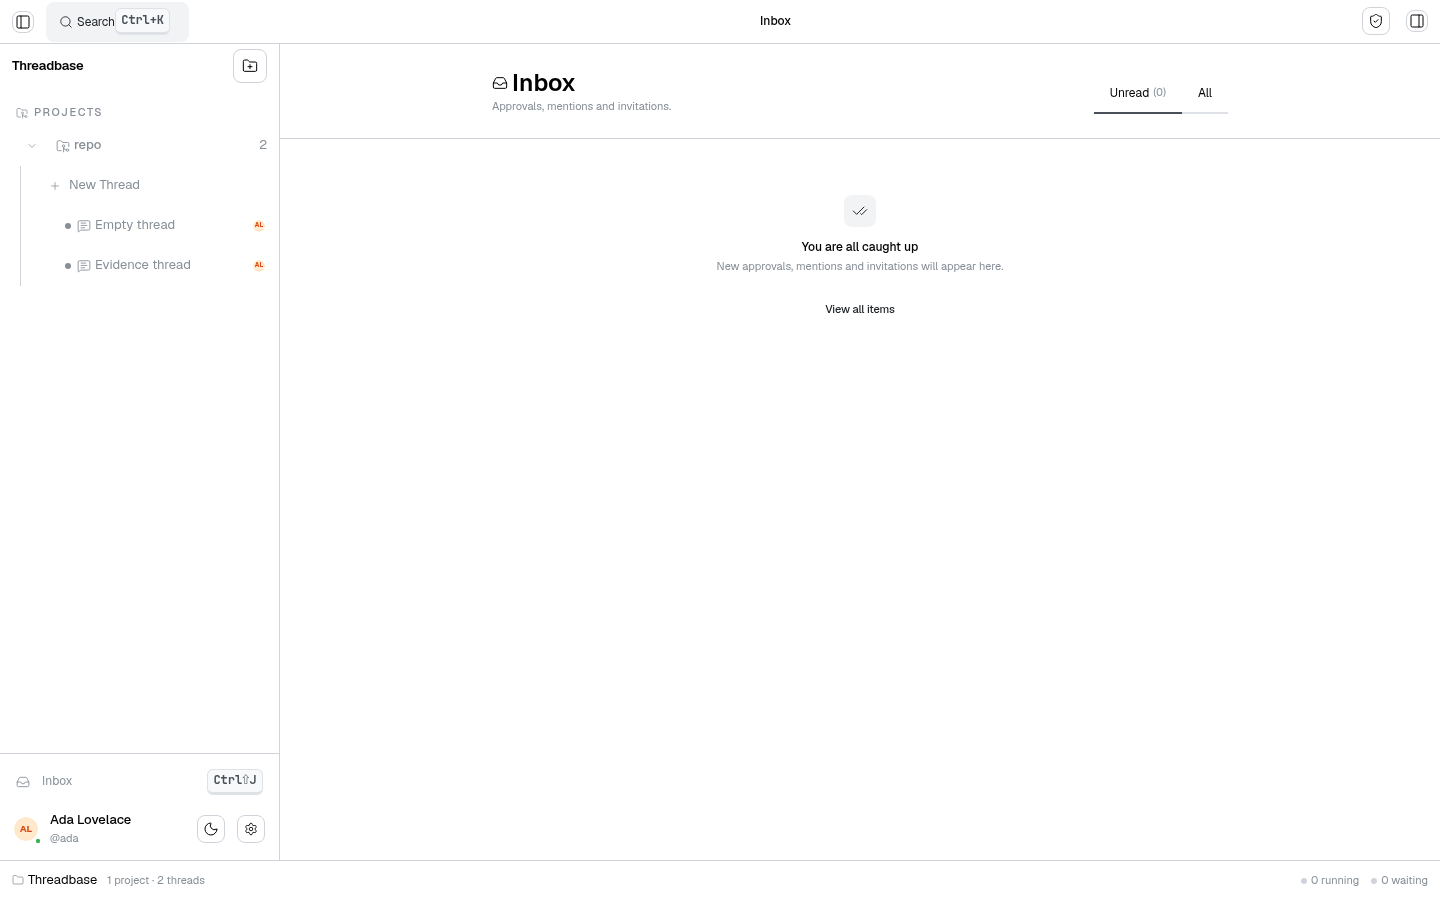 Search Ctrl+K
Inbox
Threadbase
PROJECTS
repo 2
New Thread
Empty thread AL
Evidence thread AL
Inbox Ctrl⇧J
AL Ada Lovelace
@ada
Inbox
Approvals, mentions and invitations.
Unread (0) All
You are all caught up
New approvals, mentions and invitations will appear here.
View all items
Threadbase 1 project · 2 threads
0 running 0 waiting